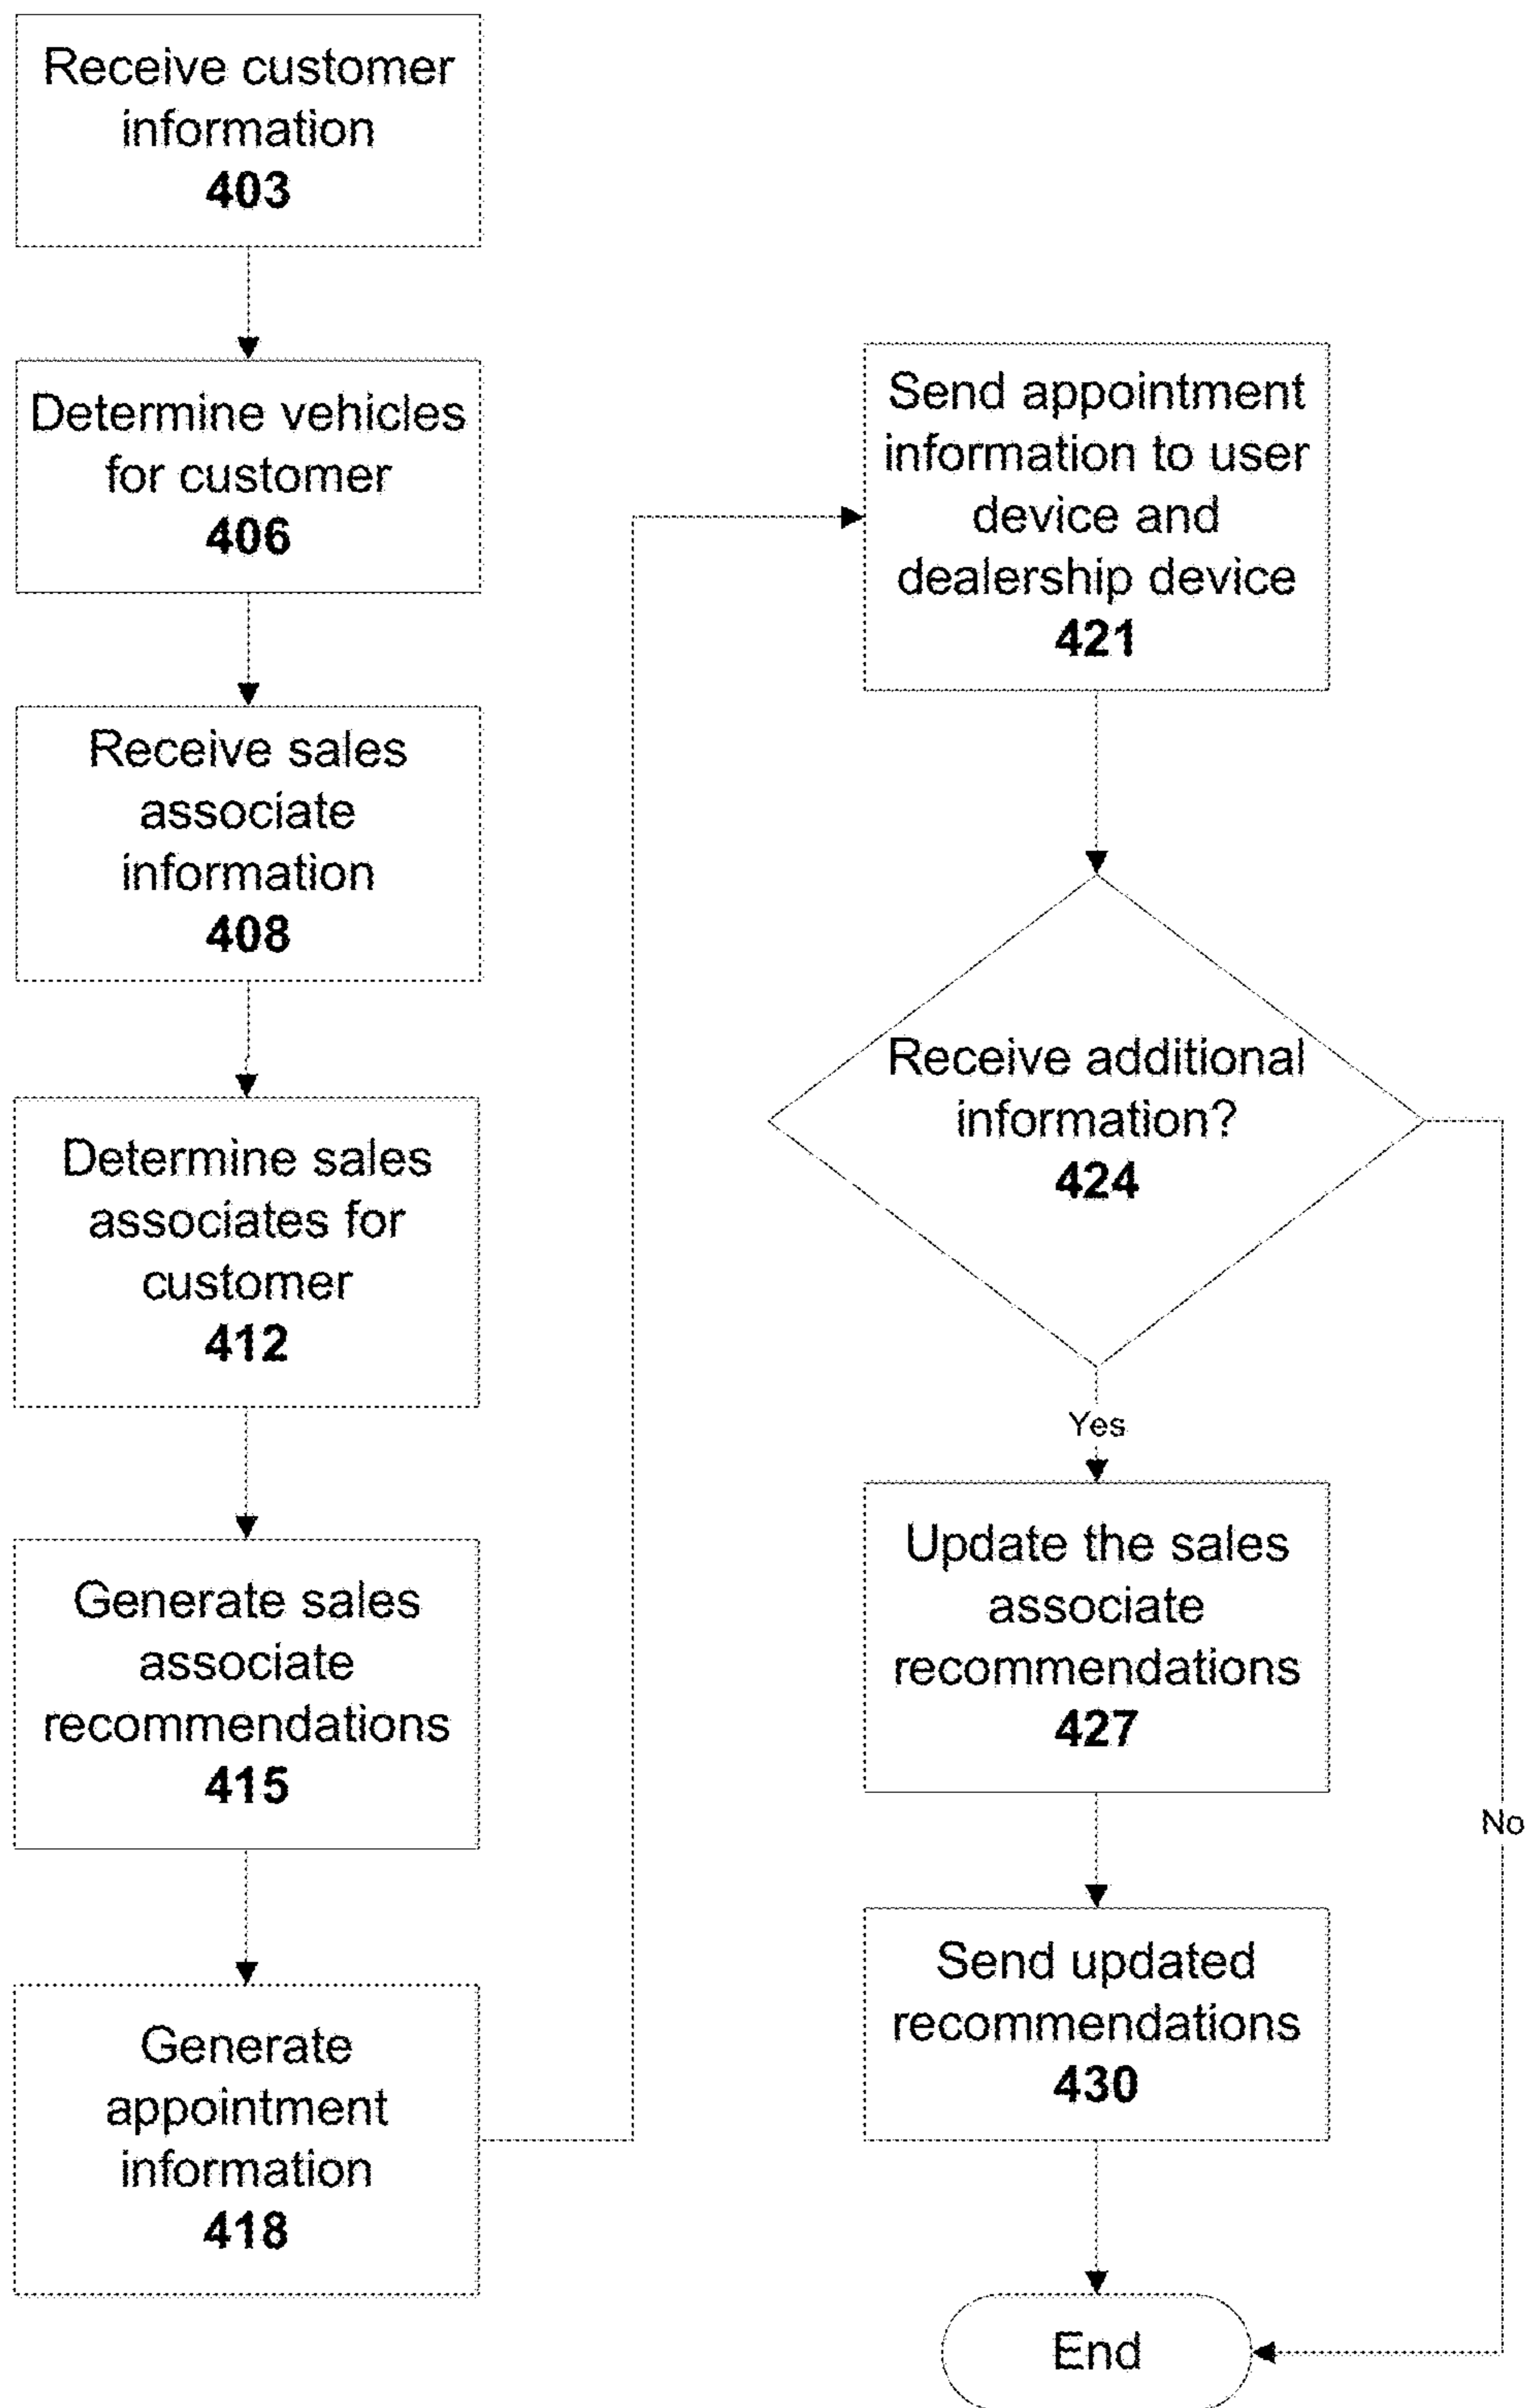 Receive customer
information
403
Determine vehicles
for customer
406
Receive sales
associate
information
408
Determine sales
associates for
customer
412
Generate sales
associate
recommendations
415
Generate
appointment
information
418
Send appointment
information to user
device and
dealership device
421
Receive additional
information?
424
Yes
Update the sales
associate
recommendations
427
No
Send updated
recommendations
430
End